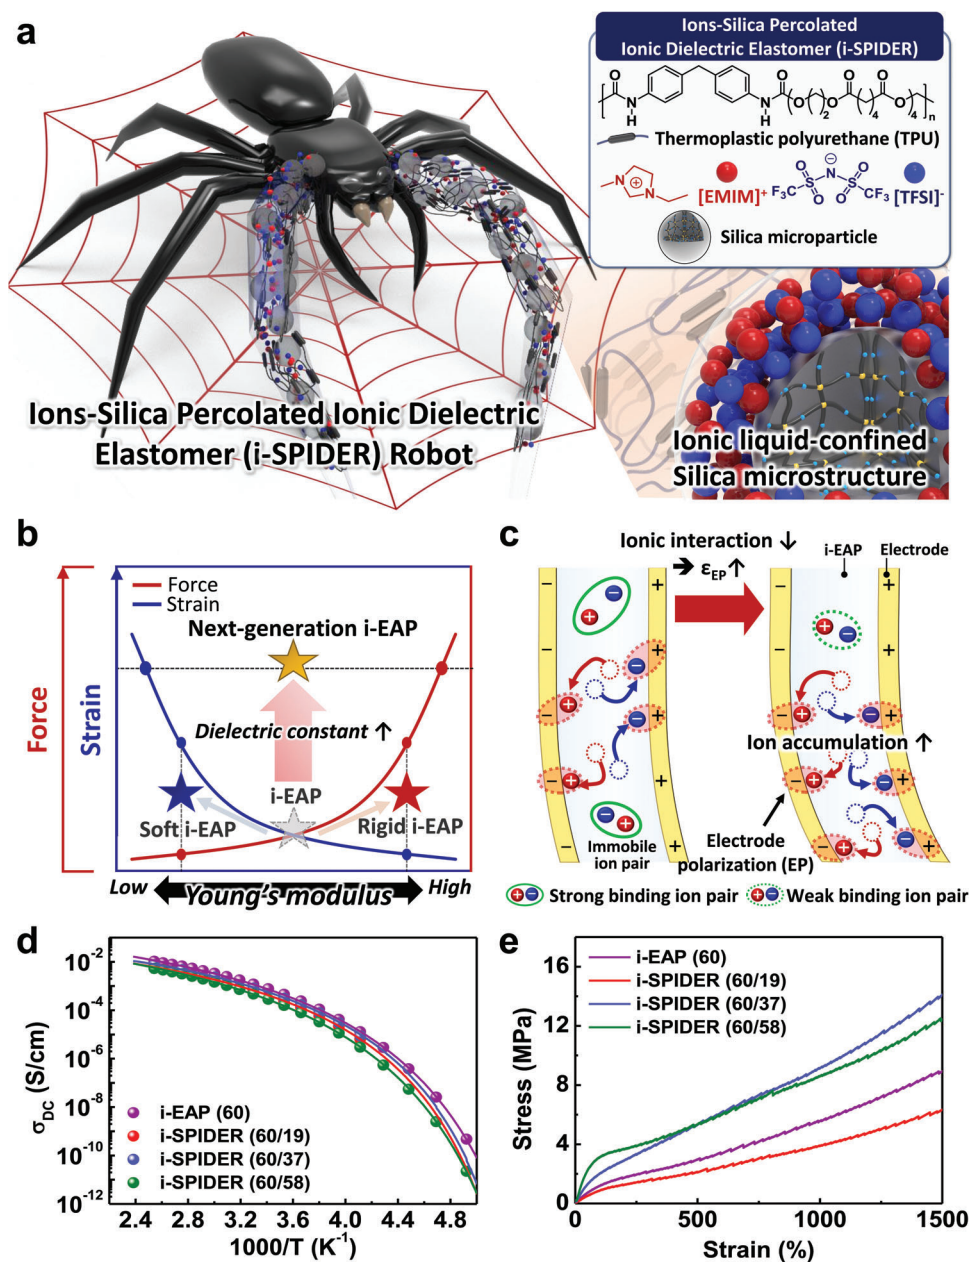 a
Ions-Silica Percolated
Ionic Dielectric Elastomer (i-SPIDER)
O
N
H
N
H
O
O
2
O
O
4
O
O
4
n
Thermoplastic polyurethane (TPU)
N
⊕
N
[EMIM]+
F3C
O
S
O
⊖
N
O
S
O
CF3
[TFSI]-
Silica microparticle
Ions-Silica Percolated Ionic Dielectric
Elastomer (i-SPIDER) Robot
Ionic liquid-confined
Silica microstructure
b
Force
Strain
Force
Strain
Next-generation i-EAP
Dielectric constant ↑
i-EAP
Soft i-EAP
Rigid i-EAP
Low
Young's modulus
High
c
Ionic interaction ↓
➔ εEP ↑
i-EAP
Electrode
Ion accumulation ↑
Immobile
ion pair
Electrode
polarization (EP)
Strong binding ion pair
Weak binding ion pair
d
σDC (S/cm)
10-2
10-4
10-6
10-8
10-10
10-12
i-EAP (60)
i-SPIDER (60/19)
i-SPIDER (60/37)
i-SPIDER (60/58)
2.4 3.0 3.6 4.0 4.4 4.8
1000/T (K-1)
e
Stress (MPa)
16
12
8
4
0
i-EAP (60)
i-SPIDER (60/19)
i-SPIDER (60/37)
i-SPIDER (60/58)
0 500 1000 1500
Strain (%)